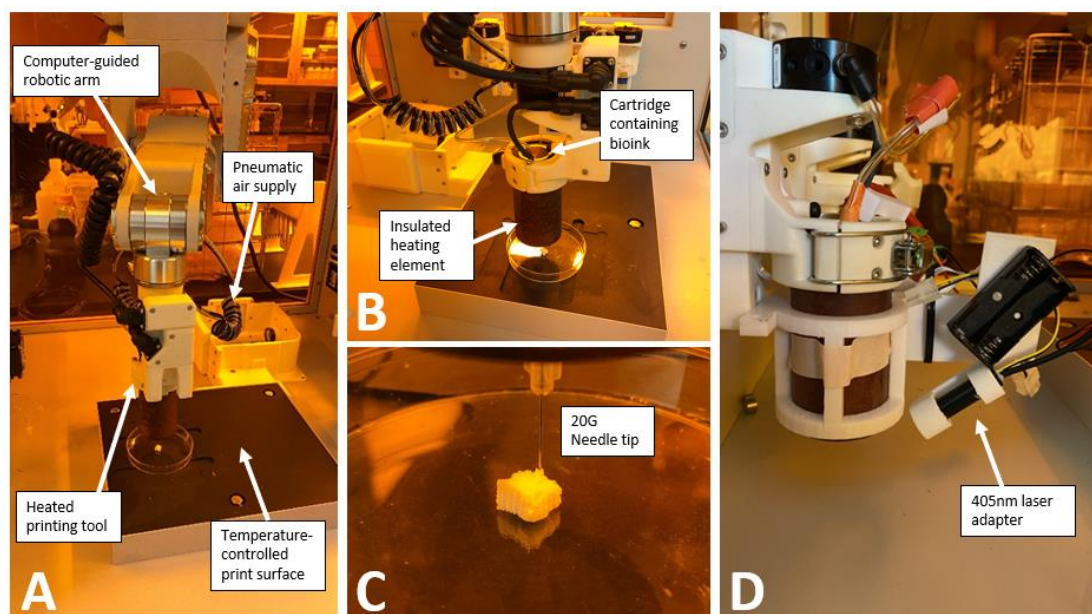 Computer-guided
robotic arm
Pneumatic
air supply
Heated
printing tool
Temperature-
controlled
print surface
A
Cartridge
containing
bioink
Insulated
heating
element
B
20G
Needle tip
C
405nm laser
adapter
D